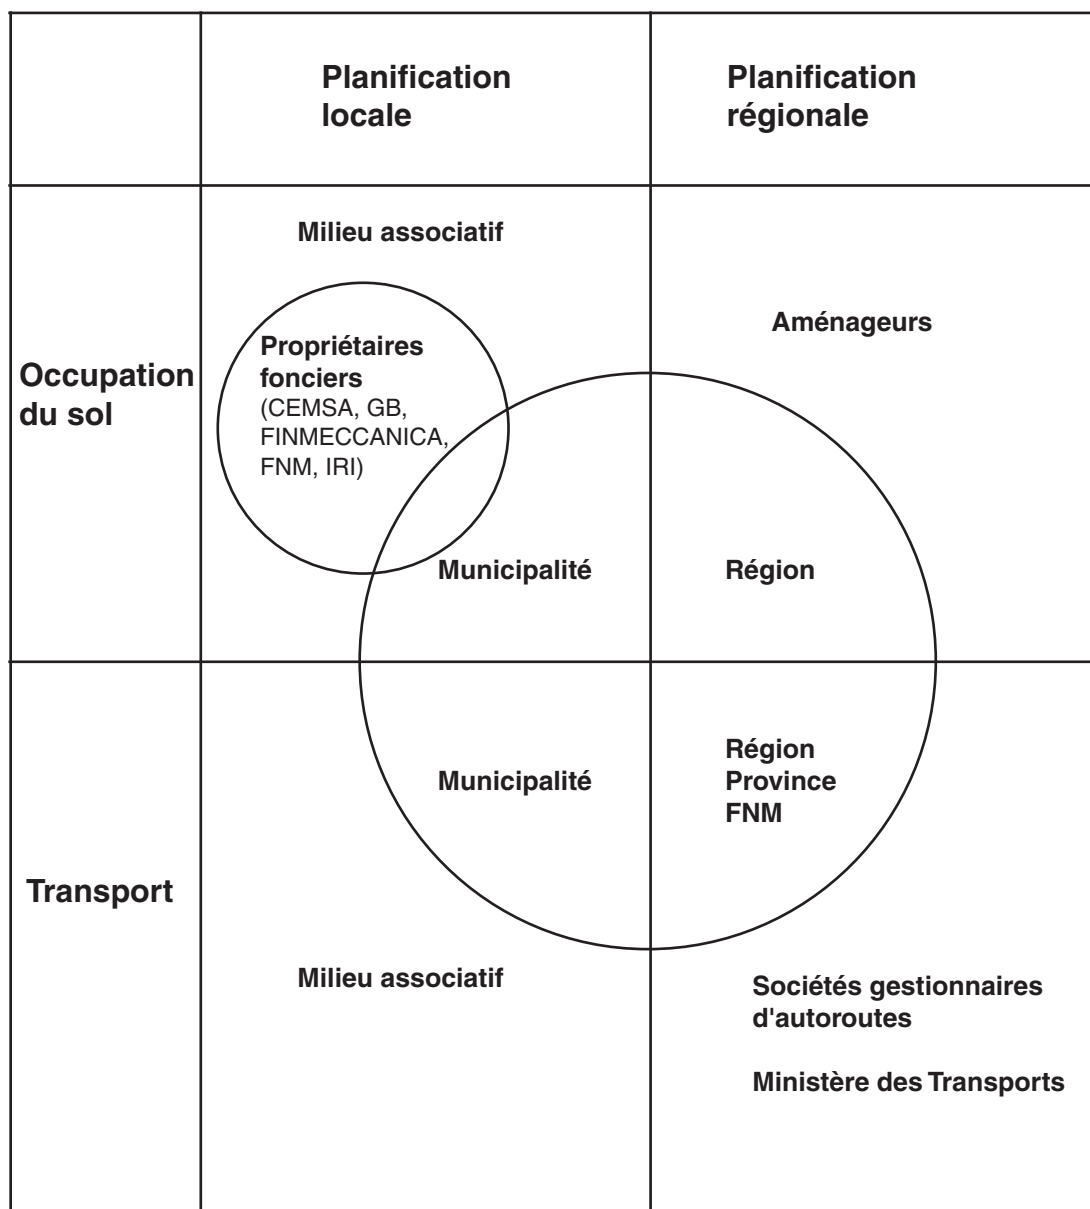 Planification
locale
Planification
régionale
Occupation
du sol
Milieu associatif
Propriétaires
fonciers
(CEMSA, GB,
FINMECCANICA,
FNM, IRI)
Municipalité
Aménageurs
Région
Transport
Municipalité
Milieu associatif
Région
Province
FNM
Sociétés gestionnaires
d'autoroutes
Ministère des Transports